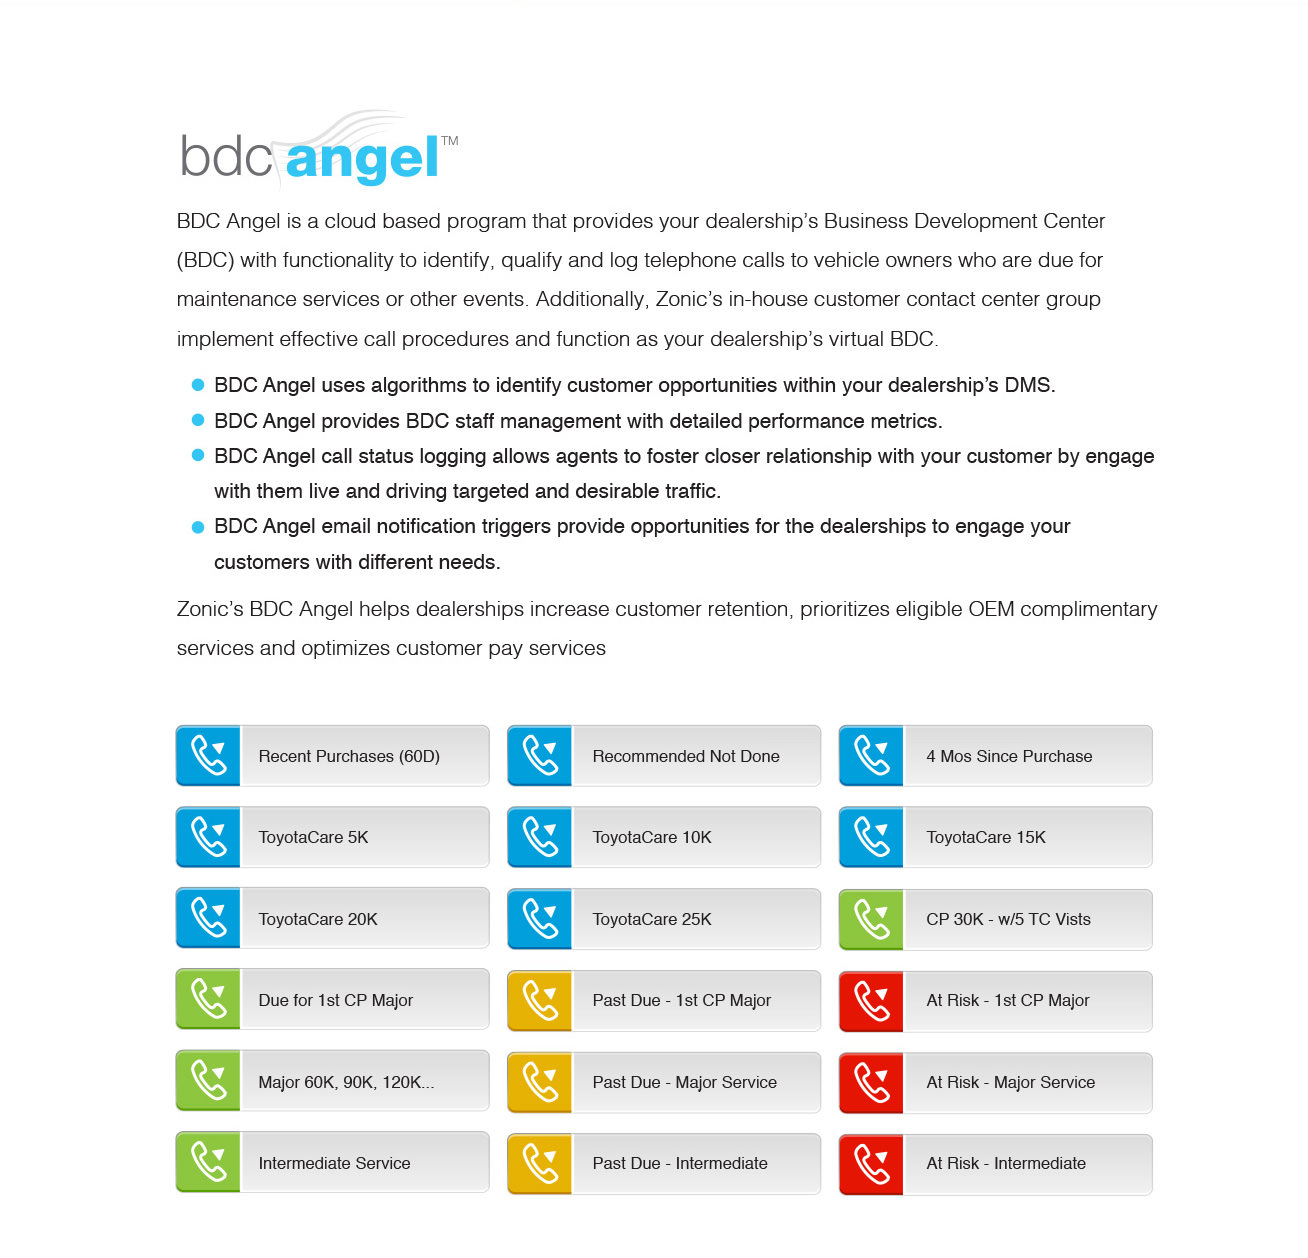 bdc angel™
BDC Angel is a cloud based program that provides your dealership's Business Development Center
(BDC) with functionality to identify, qualify and log telephone calls to vehicle owners who are due for
maintenance services or other events. Additionally, Zonic's in-house customer contact center group
implement effective call procedures and function as your dealership's virtual BDC.
BDC Angel uses algorithms to identify customer opportunities within your dealership's DMS.
BDC Angel provides BDC staff management with detailed performance metrics.
BDC Angel call status logging allows agents to foster closer relationship with your customer by engage
with them live and driving targeted and desirable traffic.
BDC Angel email notification triggers provide opportunities for the dealerships to engage your
customers with different needs.
Zonic's BDC Angel helps dealerships increase customer retention, prioritizes eligible OEM complimentary
services and optimizes customer pay services
Recent Purchases (60D)
Recommended Not Done
4 Mos Since Purchase
ToyotaCare 5K
ToyotaCare 10K
ToyotaCare 15K
ToyotaCare 20K
ToyotaCare 25K
CP 30K - w/5 TC Vists
Due for 1st CP Major
Past Due - 1st CP Major
At Risk - 1st CP Major
Major 60K, 90K, 120K...
Past Due - Major Service
At Risk - Major Service
Intermediate Service
Past Due - Intermediate
At Risk - Intermediate